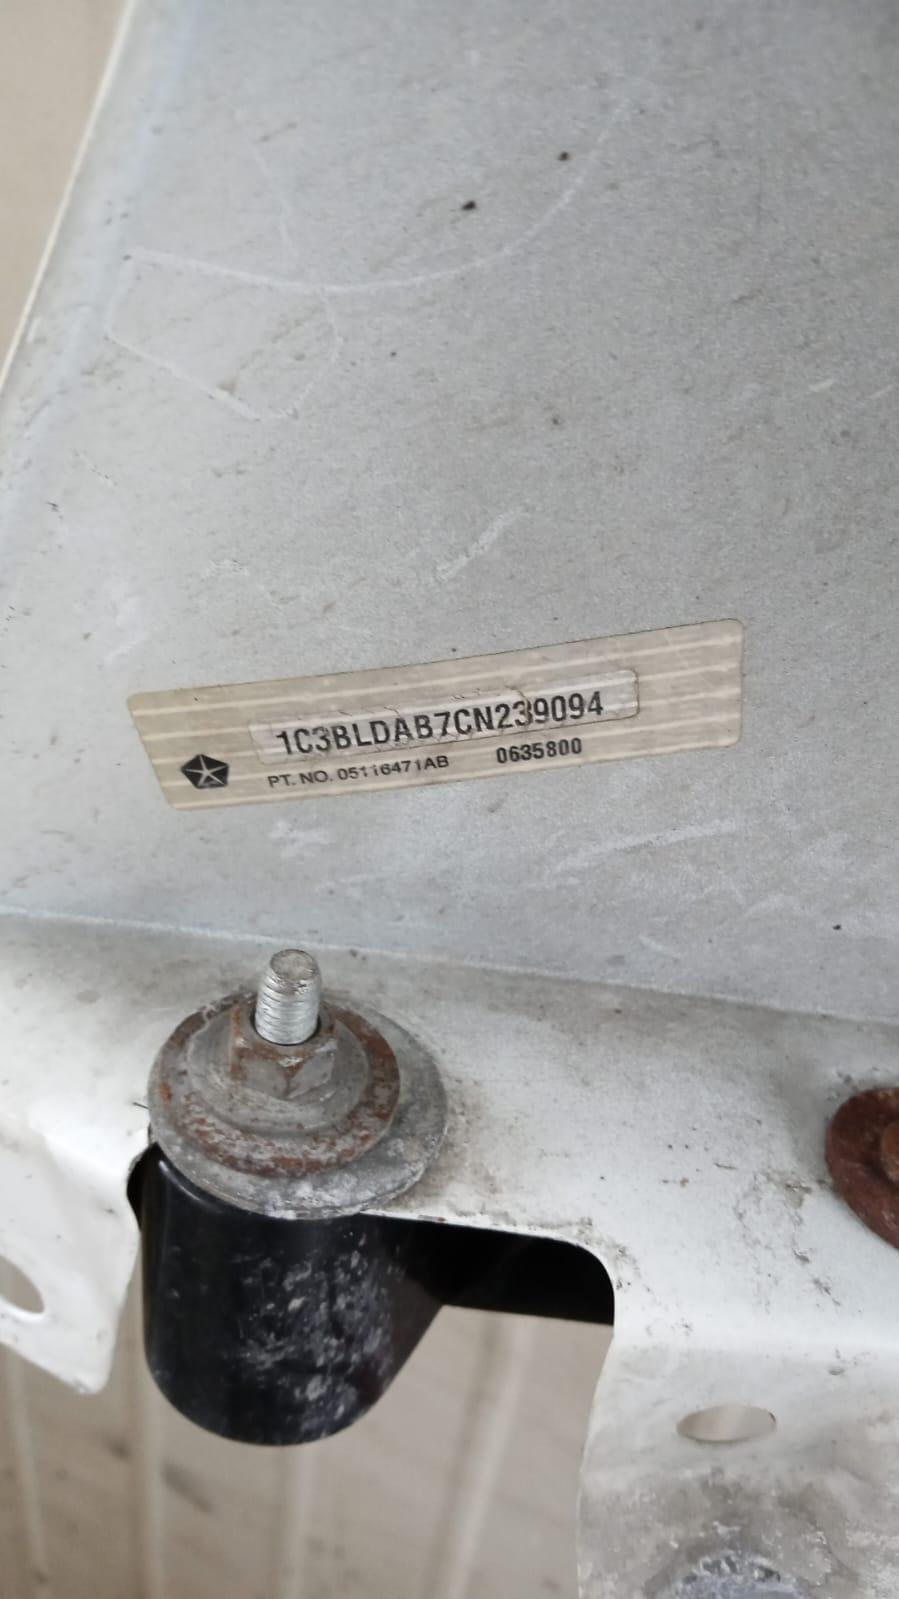 1C3BLDAB7CN239094
PT. NO. 05116471AB 0635800